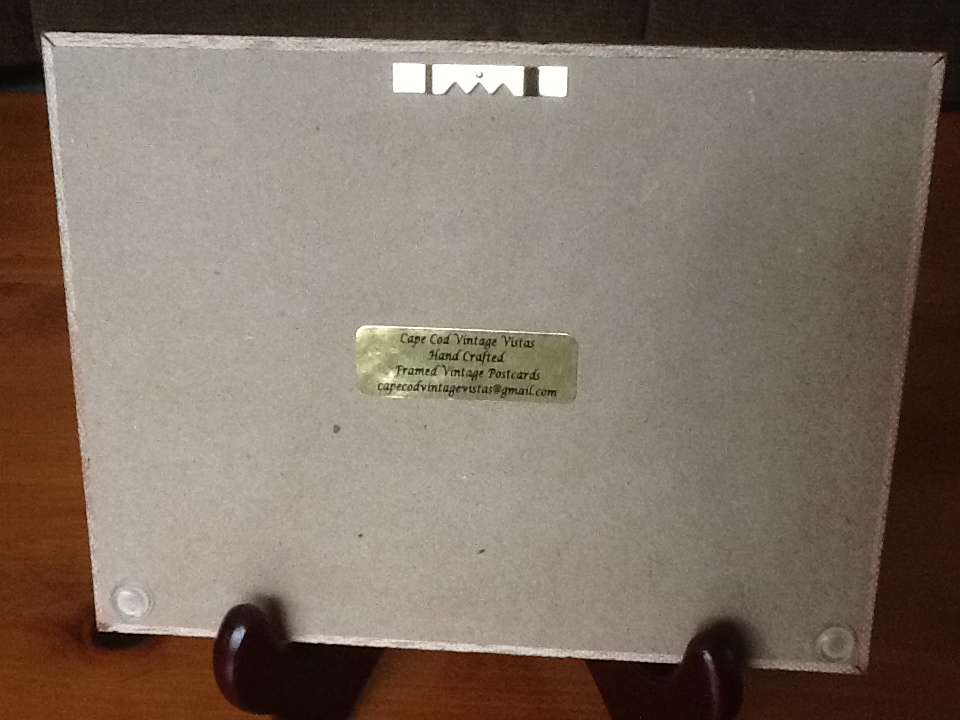 Cape Cod Vintage Vistas
Hand Crafted
Framed Vintage Postcards
capecodvintagevistas@gmail.com